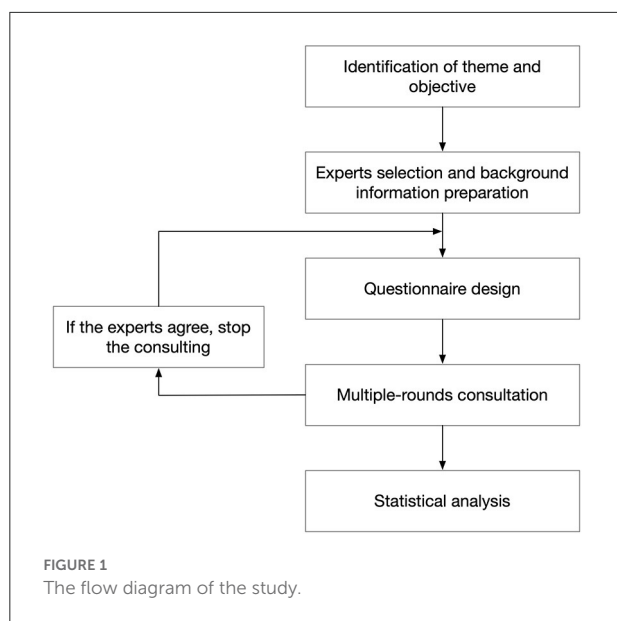 Identification of theme and
objective
Experts selection and background
information preparation
Questionnaire design
If the experts agree, stop
the consulting
Multiple-rounds consultation
Statistical analysis
FIGURE 1
The flow diagram of the study.